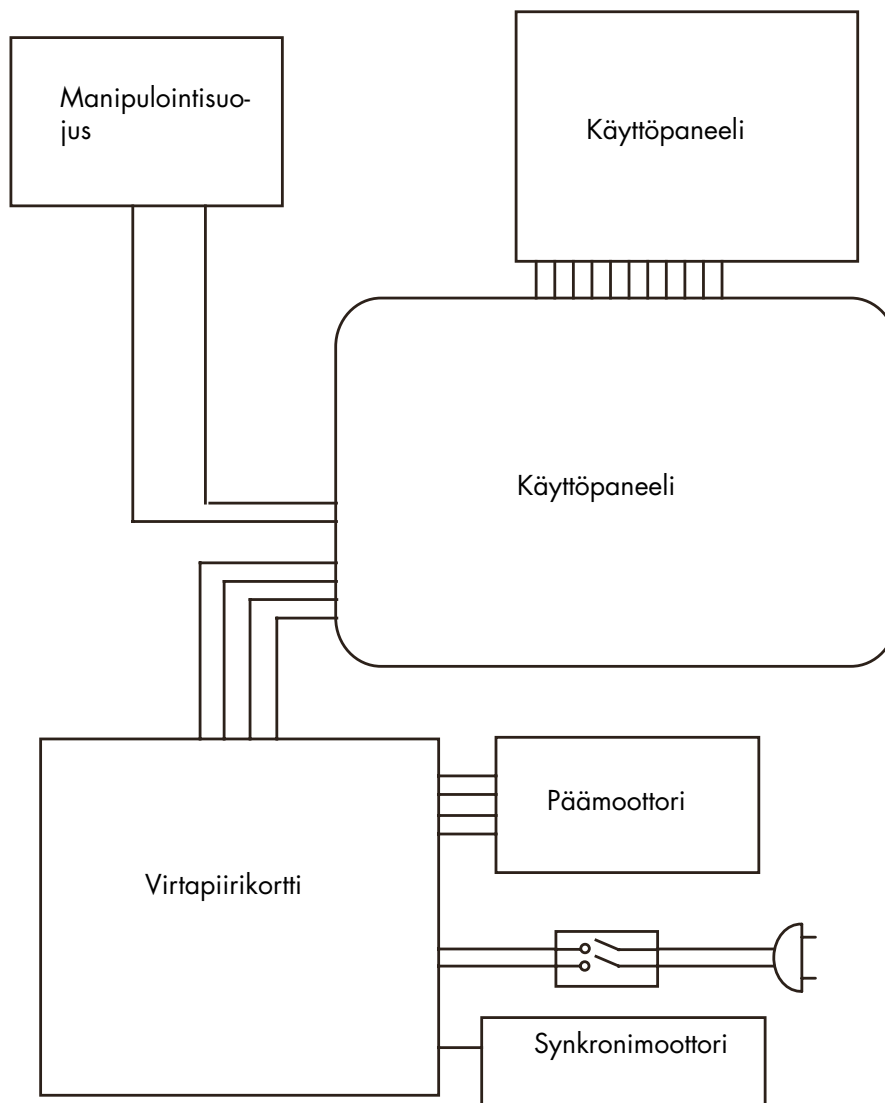 Manipulointisuo-
jus
Käyttöpaneeli
Käyttöpaneeli
Päämoottori
Virtapiirikortti
Synkronimoottori